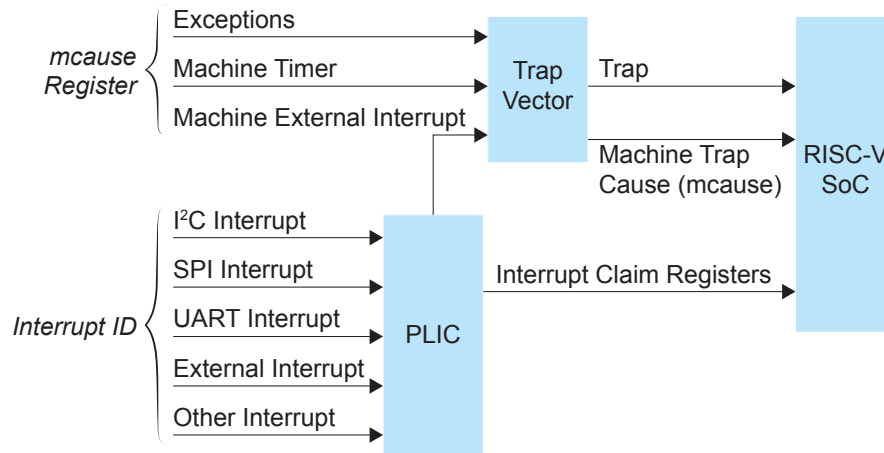 Exceptions
mcause
Register
Machine Timer
Machine External Interrupt
Trap
Vector
Trap
Machine Trap
Cause (mcause)
RISC-V
SoC
I²C Interrupt
SPI Interrupt
Interrupt ID
UART Interrupt
External Interrupt
Other Interrupt
PLIC
Interrupt Claim Registers